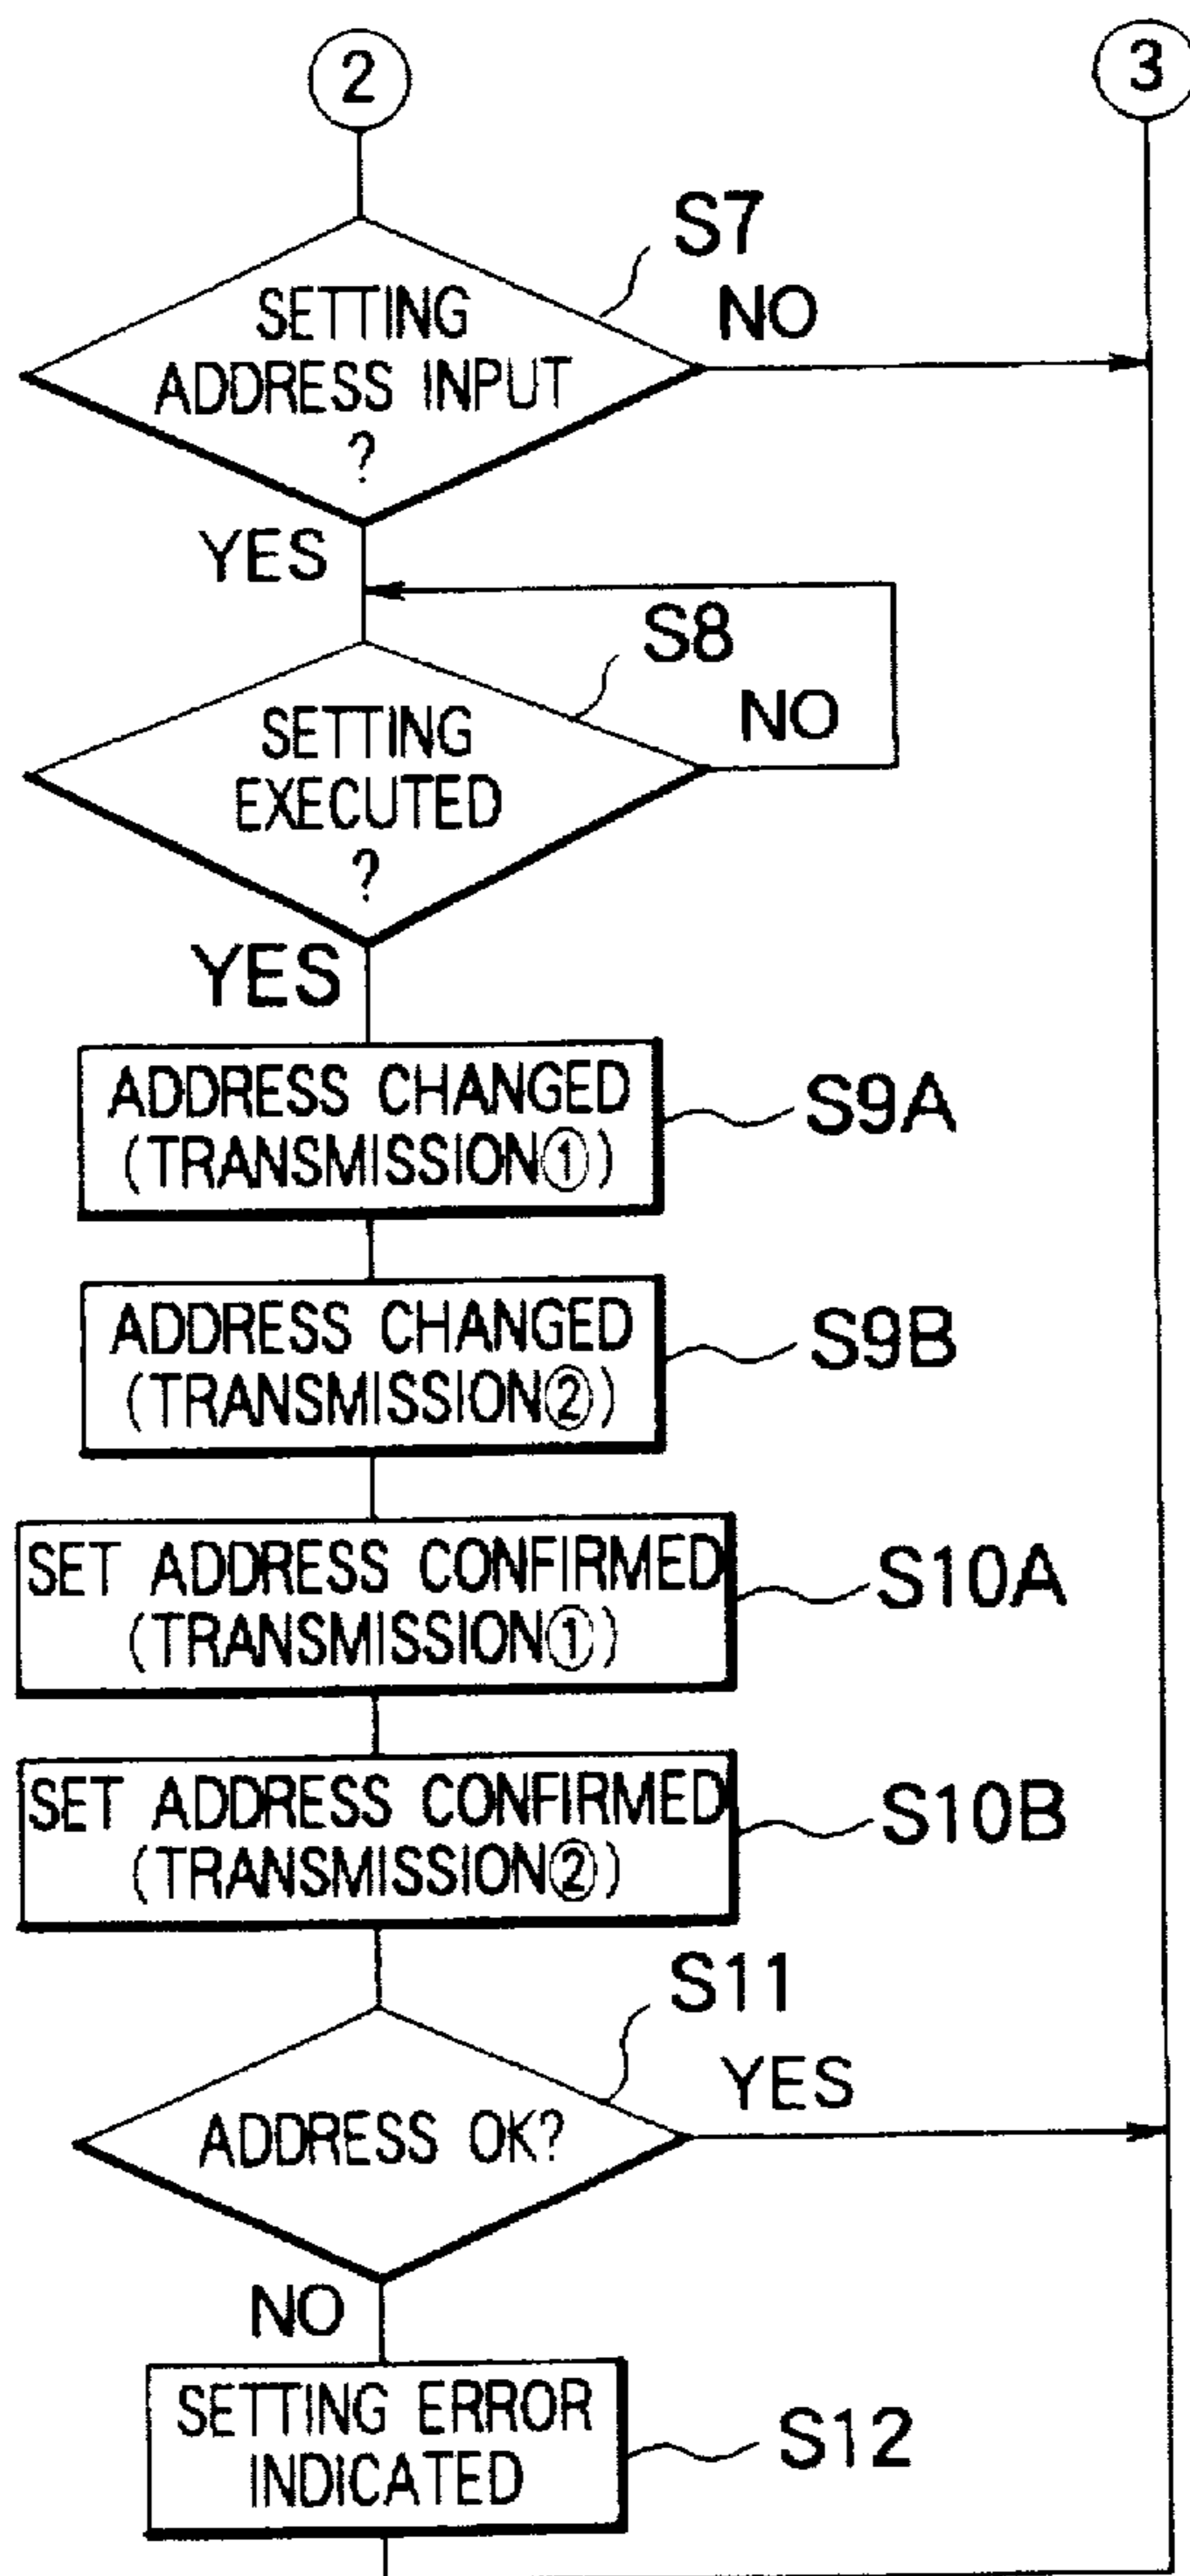 2
3
S7
SETTING
ADDRESS INPUT
?
NO
YES
S8
SETTING
EXECUTED
?
NO
YES
ADDRESS CHANGED
(TRANSMISSION①)
S9A
ADDRESS CHANGED
(TRANSMISSION②)
S9B
SET ADDRESS CONFIRMED
(TRANSMISSION①)
S10A
SET ADDRESS CONFIRMED
(TRANSMISSION②)
S10B
S11
ADDRESS OK?
YES
NO
SETTING ERROR
INDICATED
S12